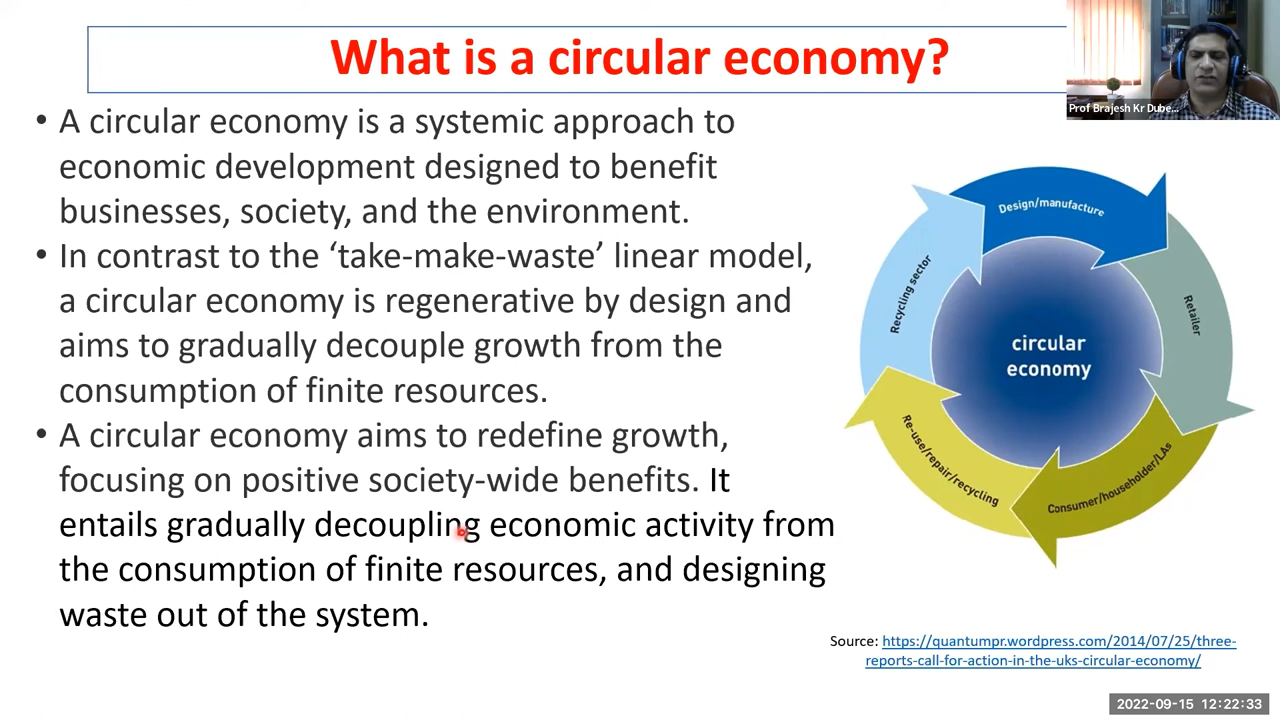 What is a circular economy?
Prof Brajesh Kr Dube...
• A circular economy is a systemic approach to
economic development designed to benefit
businesses, society, and the environment.
• In contrast to the ‘take-make-waste’ linear model,
a circular economy is regenerative by design and
aims to gradually decouple growth from the
consumption of finite resources.
• A circular economy aims to redefine growth,
focusing on positive society-wide benefits. It
entails gradually decoupling economic activity from
the consumption of finite resources, and designing
waste out of the system.
Design/manufacture
Retailer
Consumer/householder/LAs
Re-use/repair/recycling
Recycling sector
circular
economy
Source: https://quantumpr.wordpress.com/2014/07/25/three-
reports-call-for-action-in-the-uks-circular-economy/
2022-09-15 12:22:33